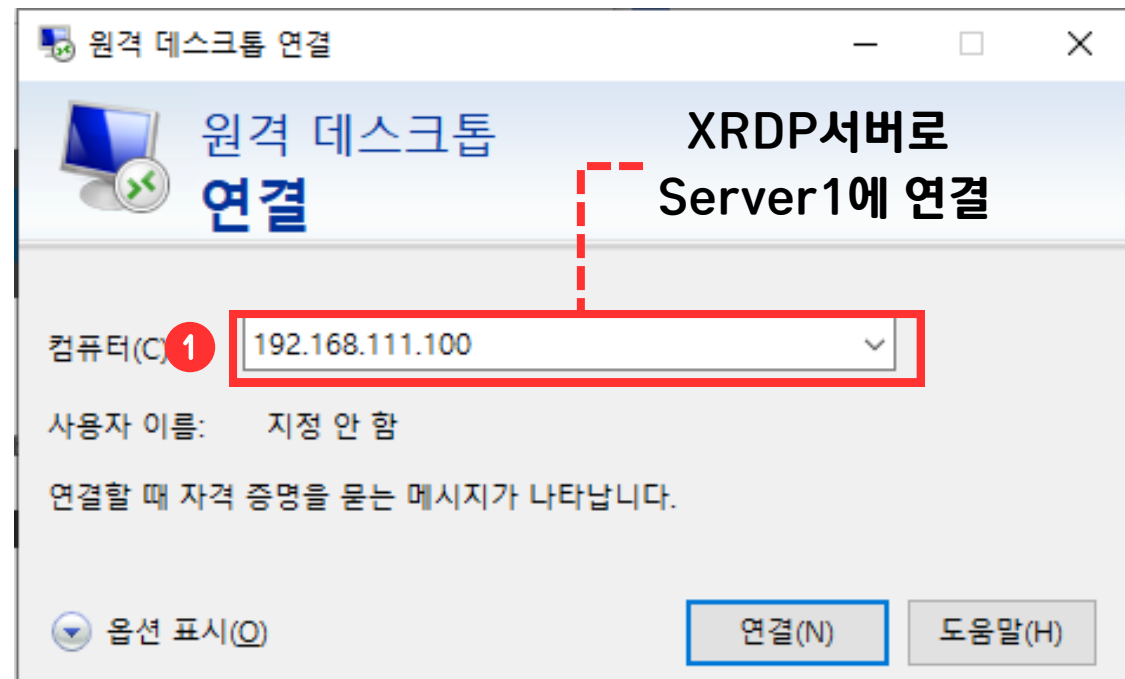 원격 데스크톱 연결
원격 데스크톱
연결
XRDP서버로
Server1에 연결
컴퓨터(C)
1
192.168.111.100
사용자 이름: 지정 안 함
연결할 때 자격 증명을 묻는 메시지가 나타납니다.
옵션 표시(O)
연결(N)
도움말(H)